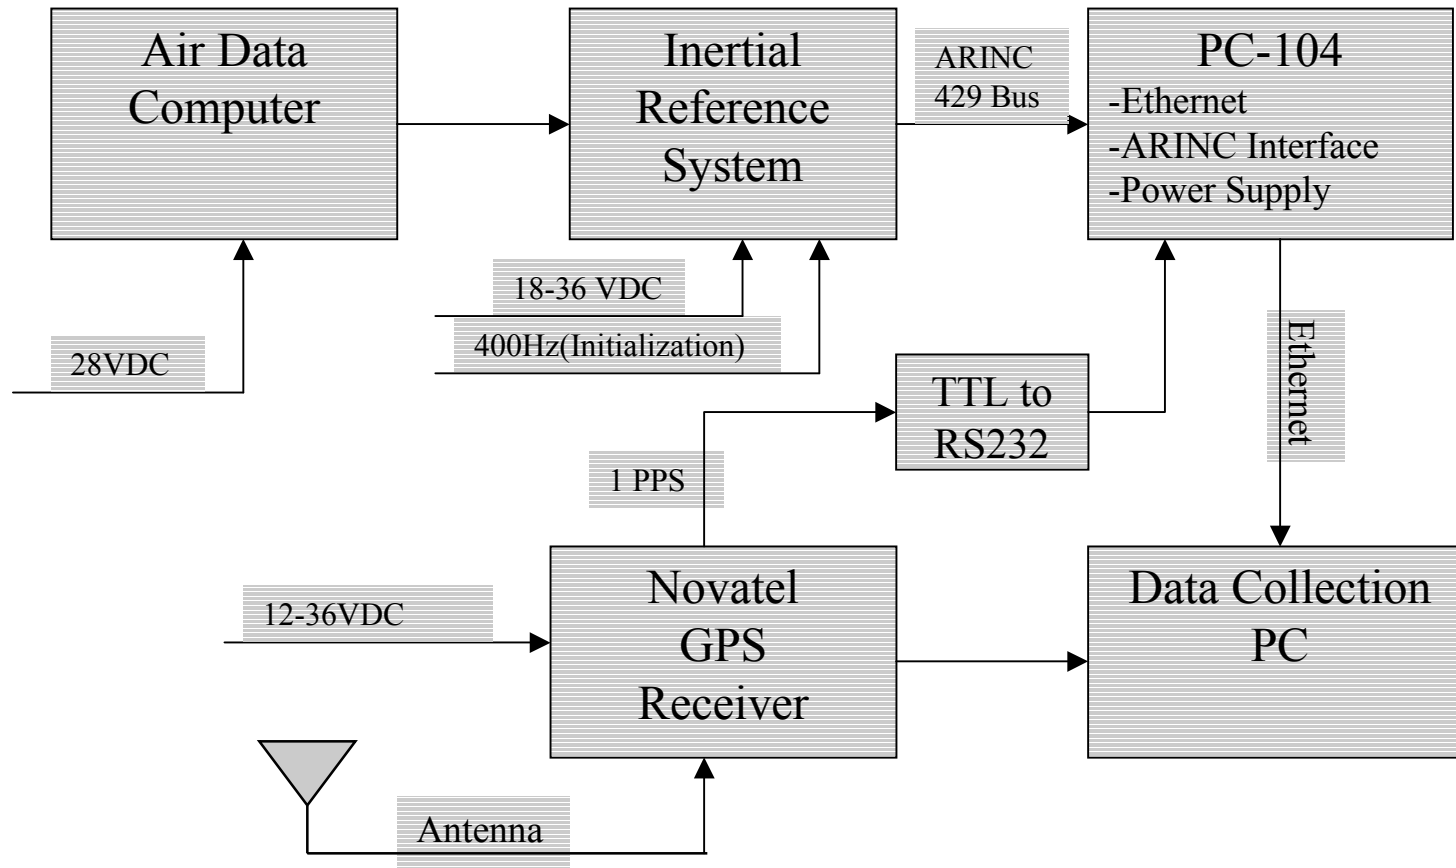 Air Data
Computer
Inertial
Reference
System
ARINC
429 Bus
PC-104
-Ethernet
-ARINC Interface
-Power Supply
18-36 VDC
400Hz(Initialization)
28VDC
TTL to
RS232
Ethernet
1 PPS
12-36VDC
Novatel
GPS
Receiver
Data Collection
PC
Antenna